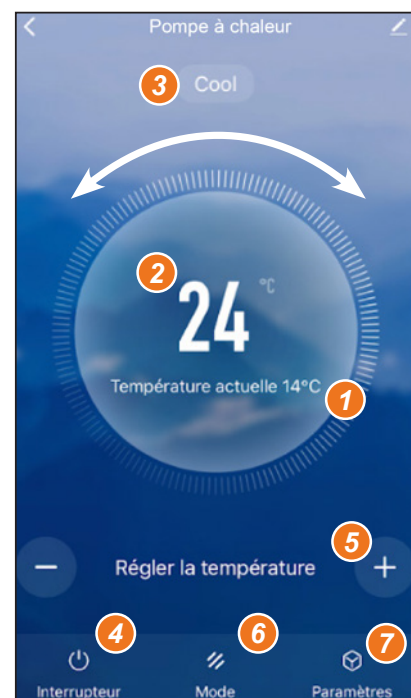 Pompe à chaleur
3 Cool
2 24 °C
Température actuelle 14°C
1
5
− Régler la température +
4 6 7
Interrupteur Mode Paramètres